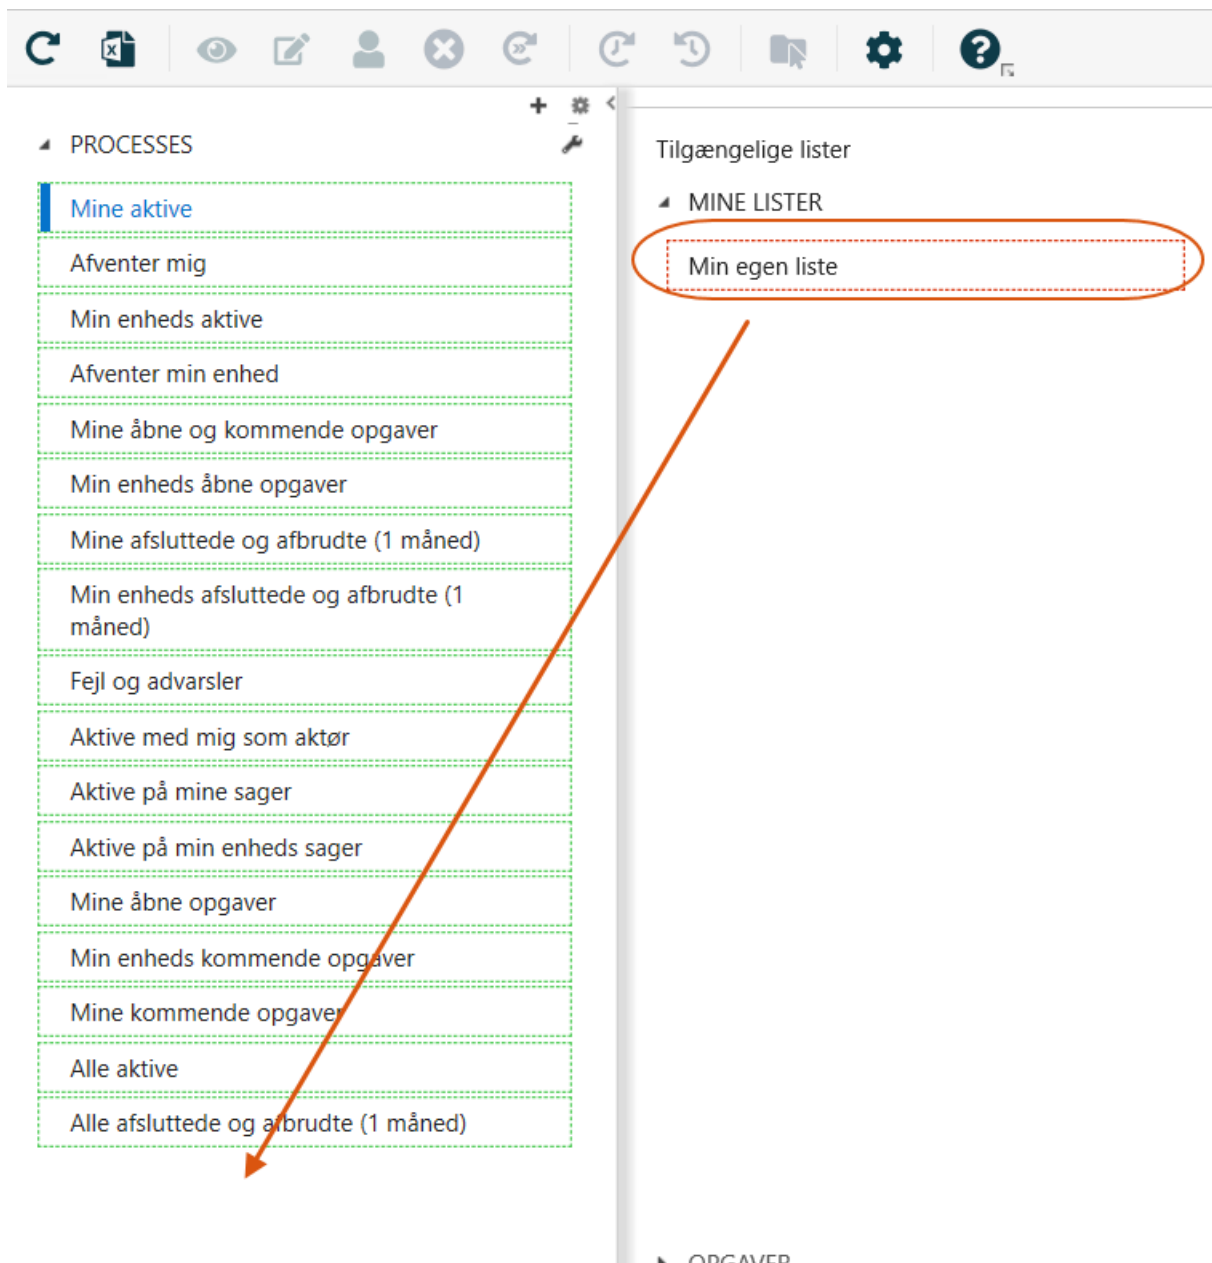 PROCESSES
Mine aktive
Afventer mig
Min enheds aktive
Afventer min enhed
Mine åbne og kommende opgaver
Min enheds åbne opgaver
Mine afsluttede og afbrudte (1 måned)
Min enheds afsluttede og afbrudte (1
måned)
Fejl og advarsler
Aktive med mig som aktør
Aktive på mine sager
Aktive på min enheds sager
Mine åbne opgaver
Min enheds kommende opgaver
Mine kommende opgaver
Alle aktive
Alle afsluttede og afbrudte (1 måned)
Tilgængelige lister
MINE LISTER
Min egen liste
OPGAVER